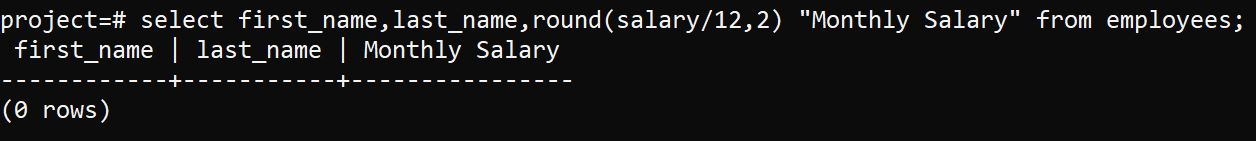 project=# select first_name,last_name,round(salary/12,2) "Monthly Salary" from employees;
 first_name | last_name | Monthly Salary
------------+-----------+----------------
(0 rows)